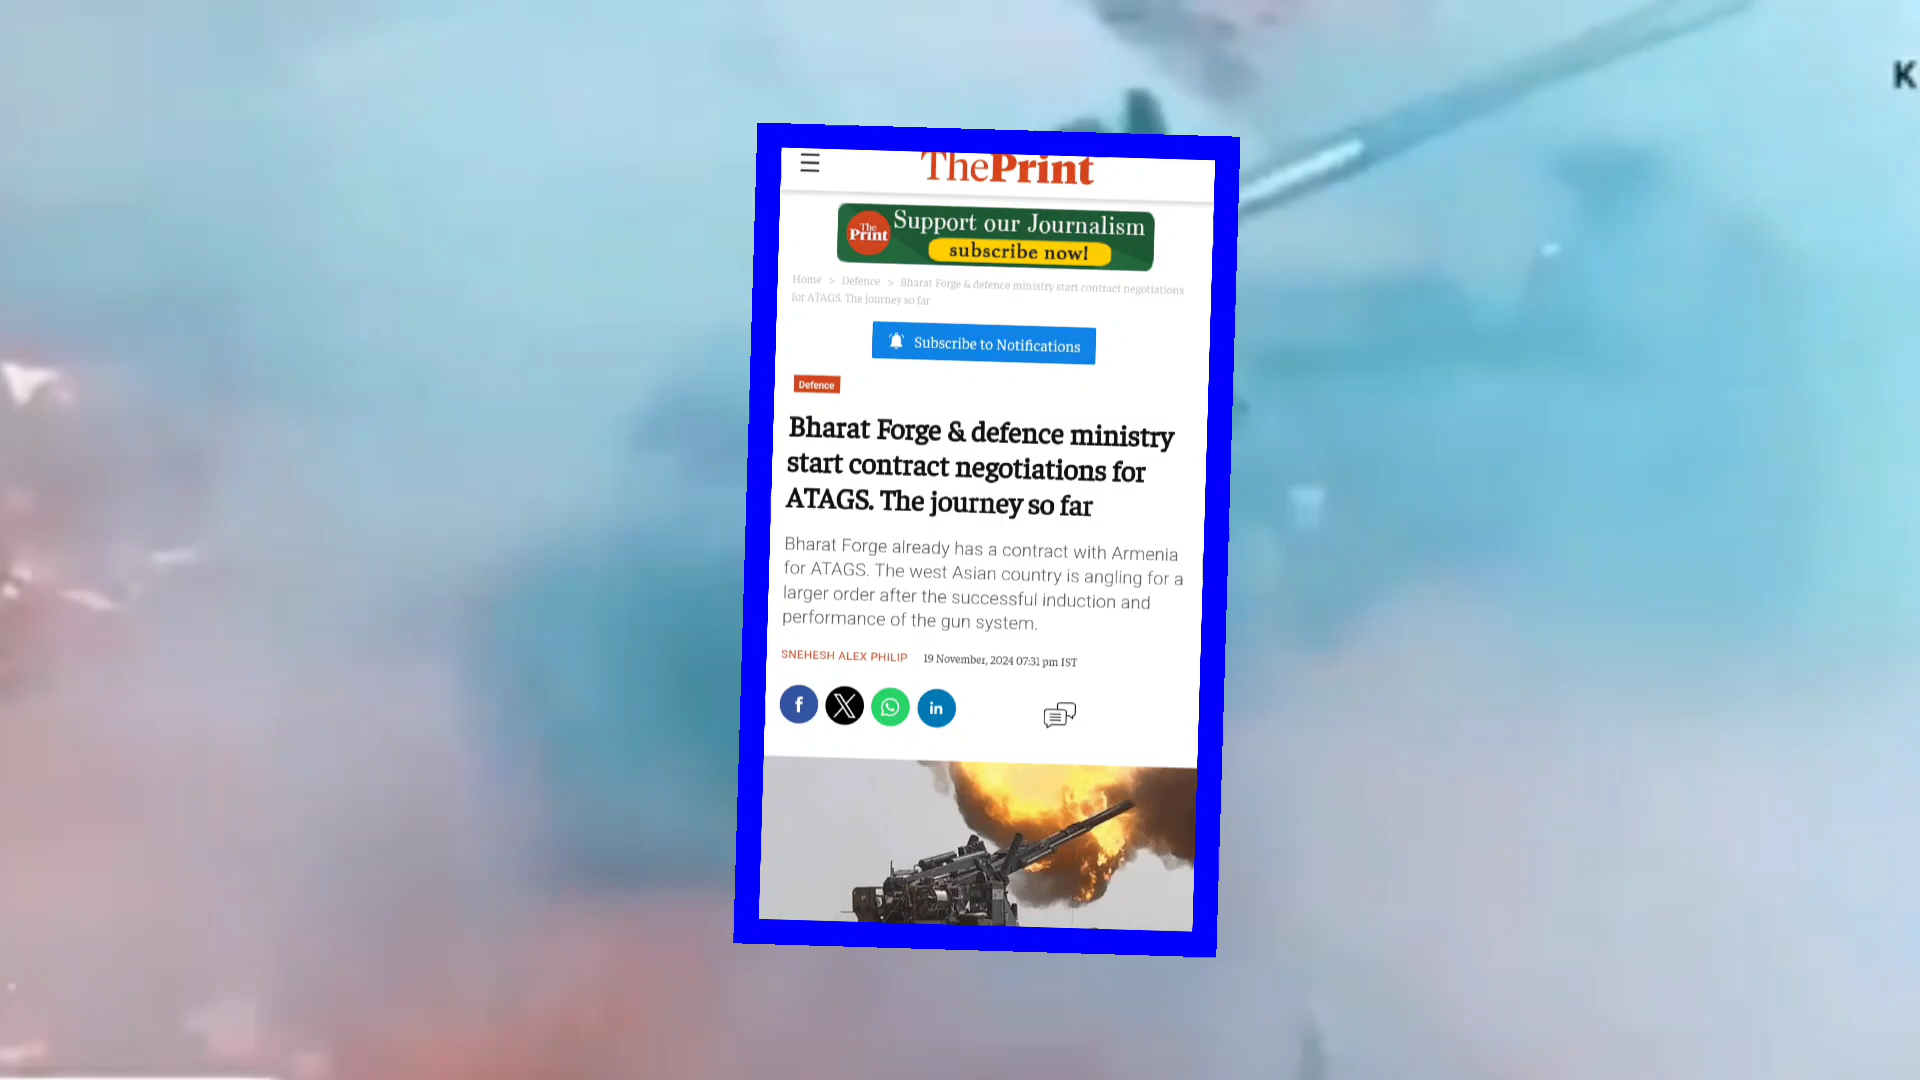 K
ThePrint
The Print
Support our Journalism
subscribe now!
Home > Defence > Bharat Forge & defence ministry start contract negotiations
for ATAGS. The journey so far
Subscribe to Notifications
Defence
Bharat Forge & defence ministry
start contract negotiations for
ATAGS. The journey so far
Bharat Forge already has a contract with Armenia
for ATAGS. The west Asian country is angling for a
larger order after the successful induction and
performance of the gun system.
SNEHESH ALEX PHILIP 19 November, 2024 07:31 pm IST
f X in